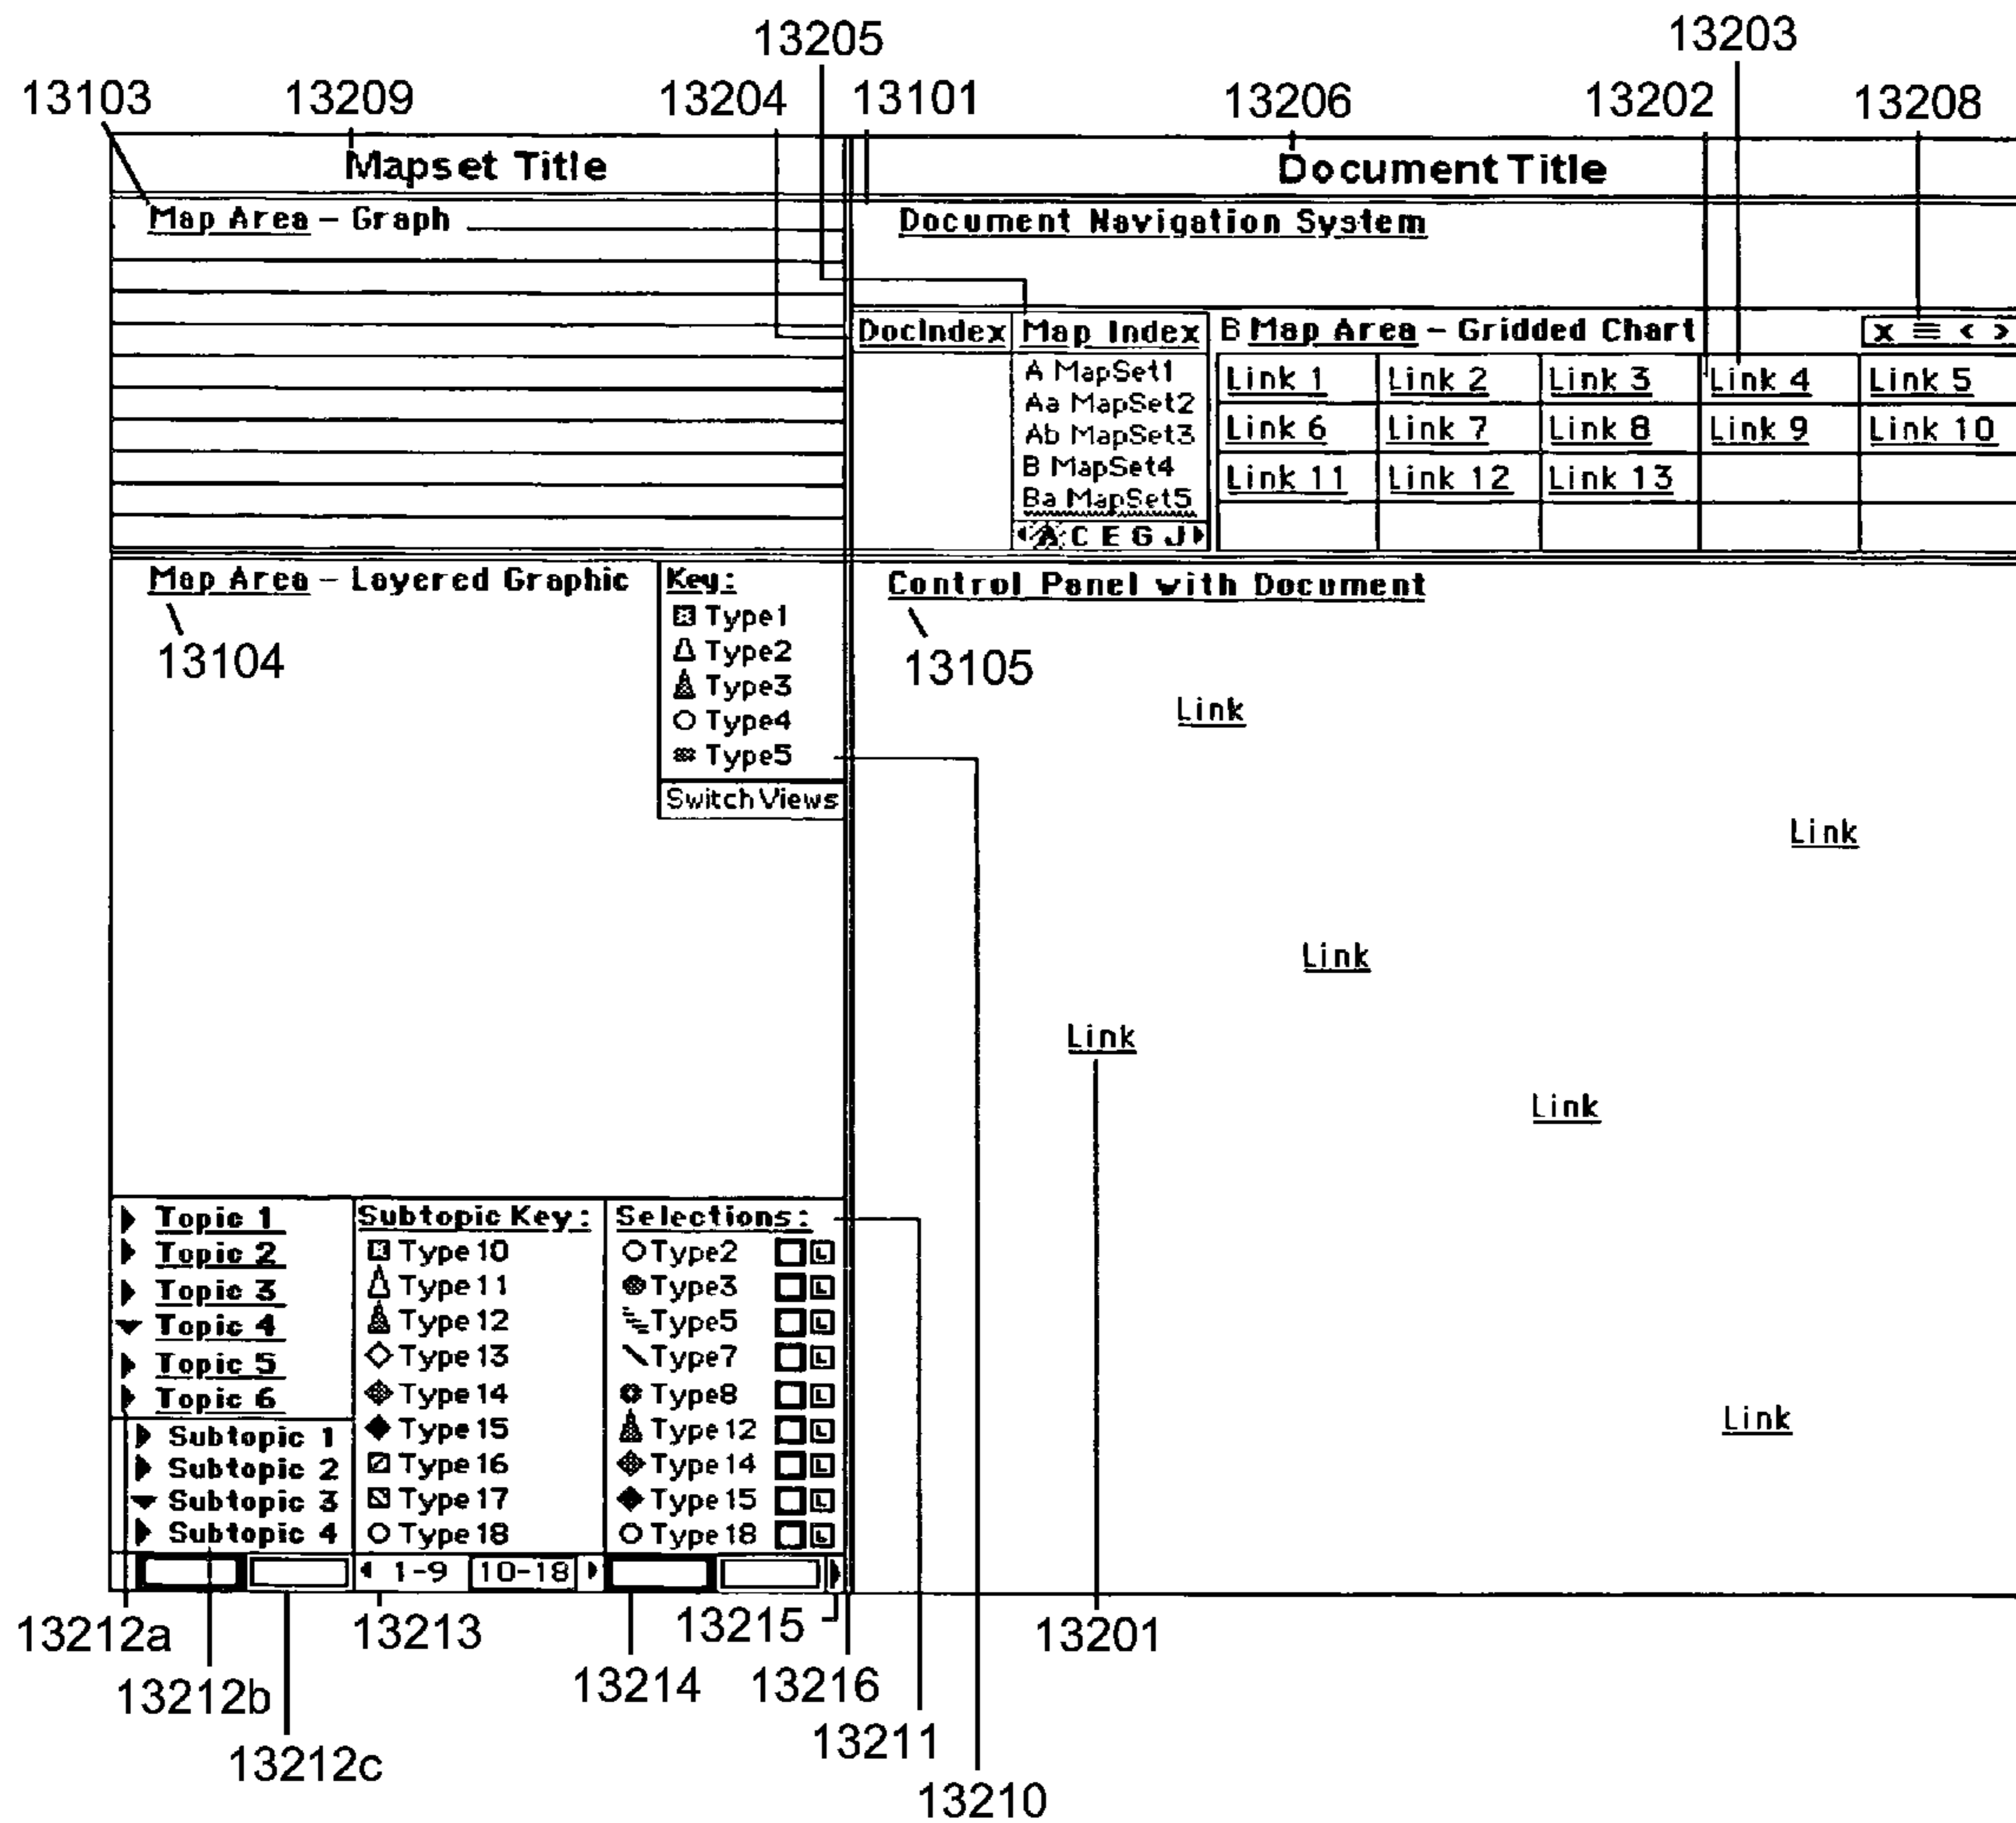 13205
13203
13103
13209
13204
13101
13206
13202
13208
Mapset Title
Document Title
Map Area – Graph
Document Navigation System
DocIndex
Map Index
B Map Area – Gridded Chart
X ≡ < >
A MapSet1
Aa MapSet2
Ab MapSet3
B MapSet4
Ba MapSet5
A C E G J
Link 1
Link 2
Link 3
Link 4
Link 5
Link 6
Link 7
Link 8
Link 9
Link 10
Link 11
Link 12
Link 13
Map Area – Layered Graphic
13104
Key:
Type1
Type2
Type3
Type4
Type5
Switch Views
Control Panel with Document
13105
Link
Link
Link
Link
Link
Link
Topic 1
Topic 2
Topic 3
Topic 4
Topic 5
Topic 6
Subtopic 1
Subtopic 2
Subtopic 3
Subtopic 4
Subtopic Key:
Type 10
Type 11
Type 12
Type 13
Type 14
Type 15
Type 16
Type 17
Type 18
1-9
10-18
Selections:
Type2 L
Type3 L
Type5 L
Type7 L
Type8 L
Type 12 L
Type 14 L
Type 15 L
Type 18 L
13212a
13213
13215
13201
13212b
13214
13216
13212c
13211
13210